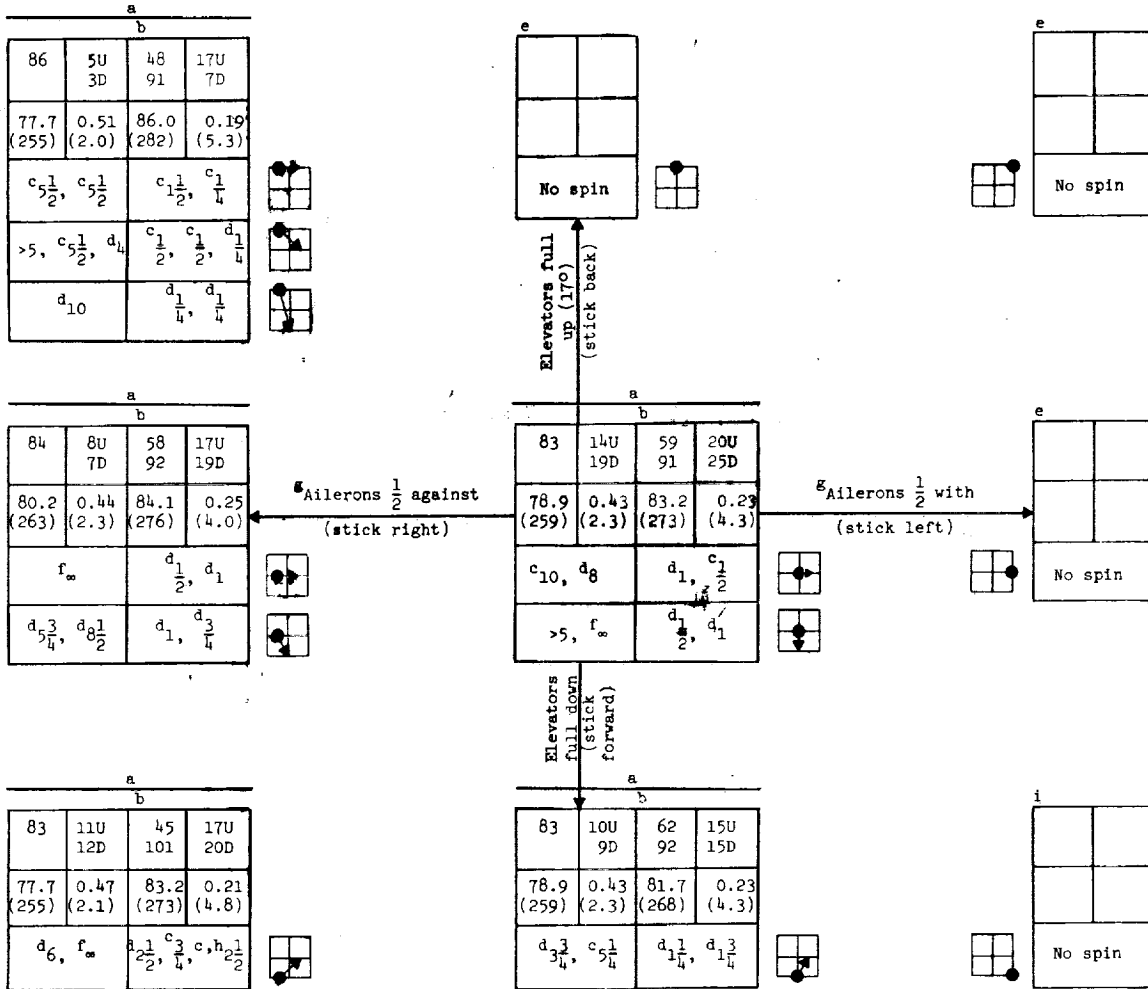 a
b
86 5U 48 17U
3D 91 7D
77.7 0.51 86.0 0.19
(255) (2.0) (282) (5.3)
c5½, c5½ c1½, c¼
>5, c5½, d4 c½, c½, d¼
d10 d¼, d¼
e
No spin
e
No spin
Elevators full
up (17°)
(stick back)
a
b
84 8U 58 17U
7D 92 19D
80.2 0.44 84.1 0.25
(263) (2.3) (276) (4.0)
f∞ d½, d1
d5¾, d8½ d1, d¾
gAilerons ½ against
(stick right)
a
b
83 14U 59 20U
19D 91 25D
78.9 0.43 83.2 0.23
(259) (2.3) (273) (4.3)
c10, d8 d1, c½
>5, f∞ d½, d1
gAilerons ½ with
(stick left)
e
No spin
Elevators
full down
(stick
forward)
a
b
83 11U 45 17U
12D 101 20D
77.7 0.47 83.2 0.21
(255) (2.1) (273) (4.8)
d6, f∞ d2½, c¾, c,h2½
a
b
83 10U 62 15U
9D 92 15D
78.9 0.43 81.7 0.23
(259) (2.3) (268) (4.3)
d3¾, c5¼ d1¼, d1¾
i
No spin